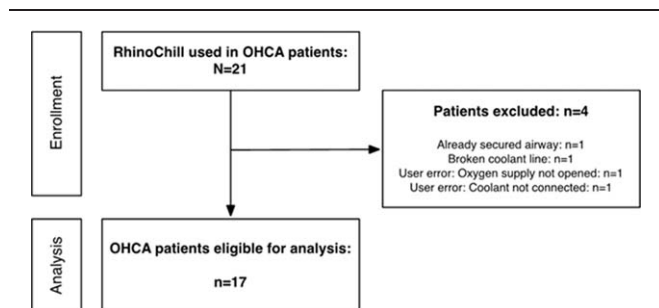 Enrollment
RhinoChill used in OHCA patients:
N=21
Patients excluded: n=4
Already secured airway: n=1
Broken coolant line: n=1
User error: Oxygen supply not opened: n=1
User error: Coolant not connected: n=1
Analysis
OHCA patients eligible for analysis:
n=17